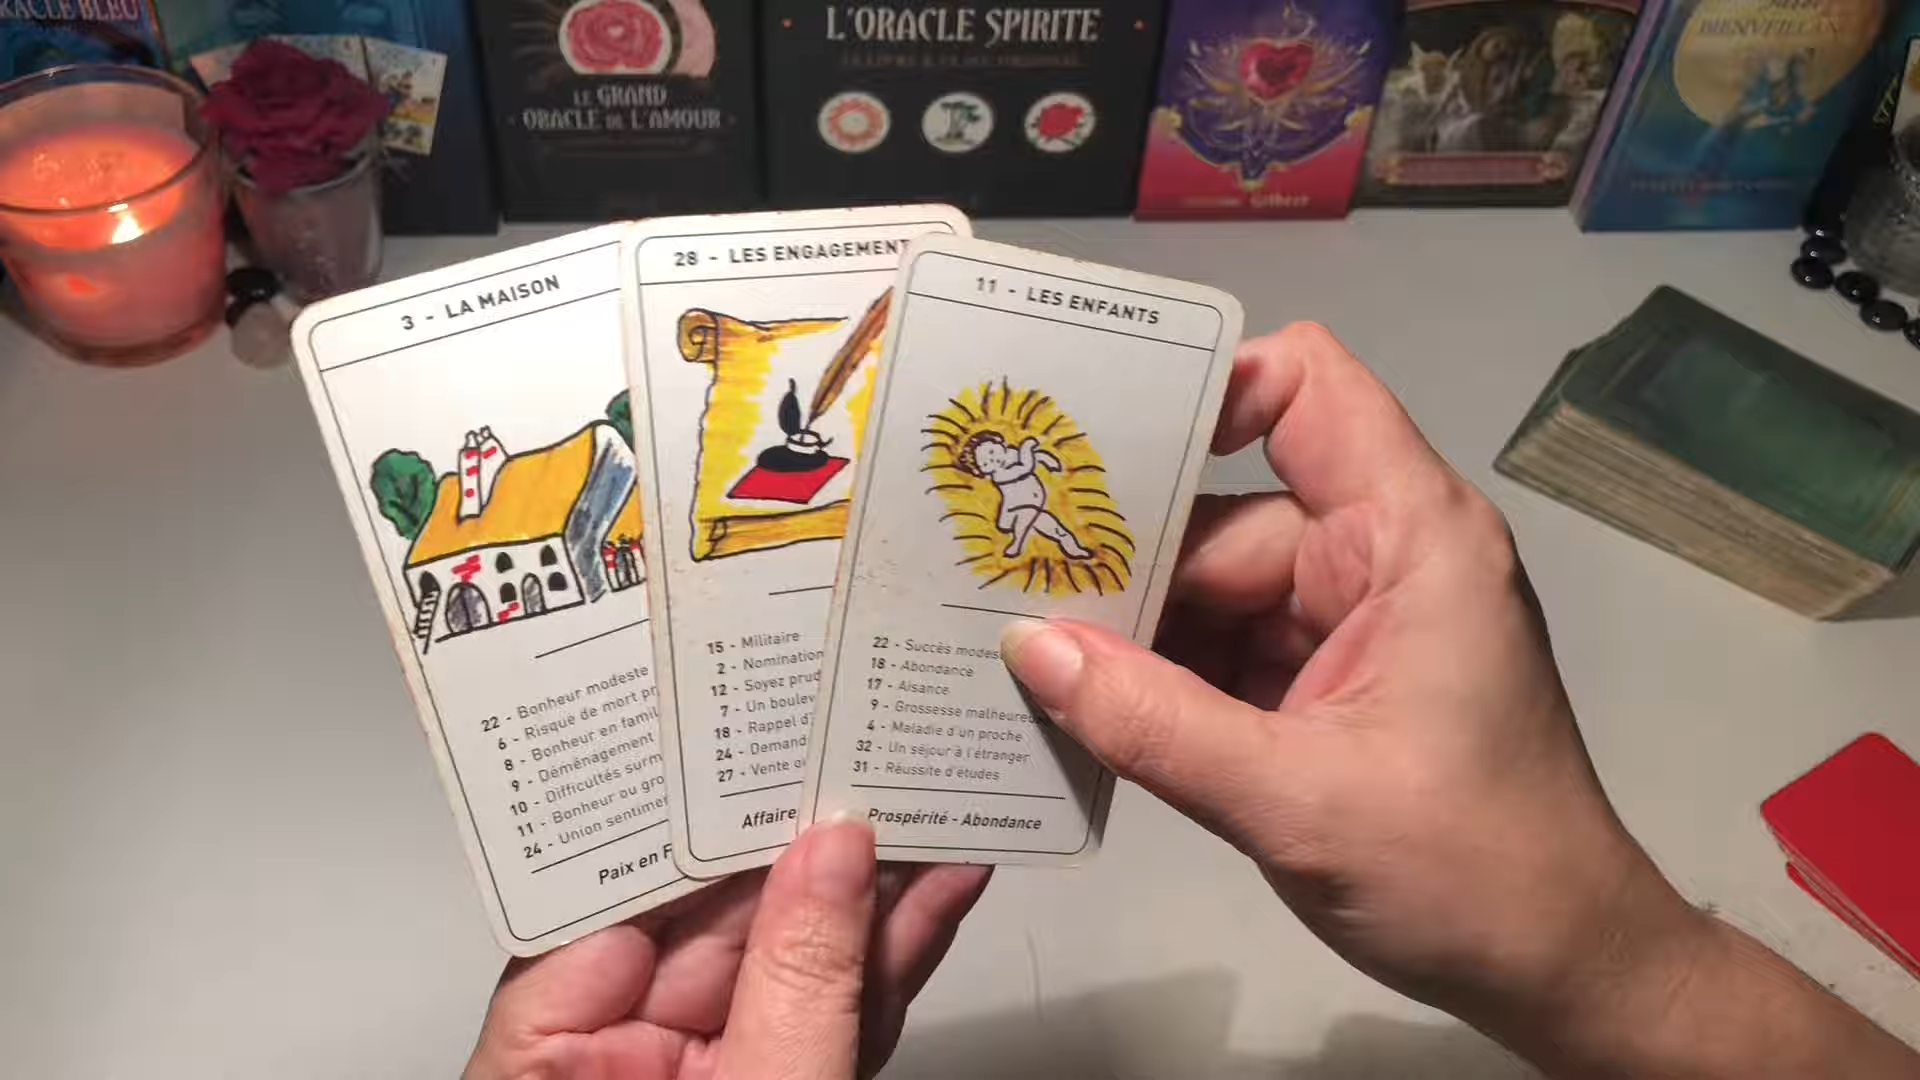 ORACLE BLEU
LE GRAND
ORACLE DE L'AMOUR
L'ORACLE SPIRITE
Gilbert
BIENVEILLAN
3 - LA MAISON
22 - Bonheur modeste
6 - Risque de mort pr
8 - Bonheur en famil
9 - Déménagement
10 - Difficultés surm
11 - Bonheur ou gro
24 - Union sentimen
Paix en F
28 - LES ENGAGEMENT
15 - Militaire
2 - Nomination
12 - Soyez prud
7 - Un boulev
18 - Rappel d'
24 - Demand
27 - Vente ou
Affaire
11 - LES ENFANTS
22 - Succès modes
18 - Abondance
17 - Aisance
9 - Grossesse malheureu
4 - Maladie d'un proche
32 - Un séjour à l'étranger
31 - Réussite d'études
Prospérité - Abondance